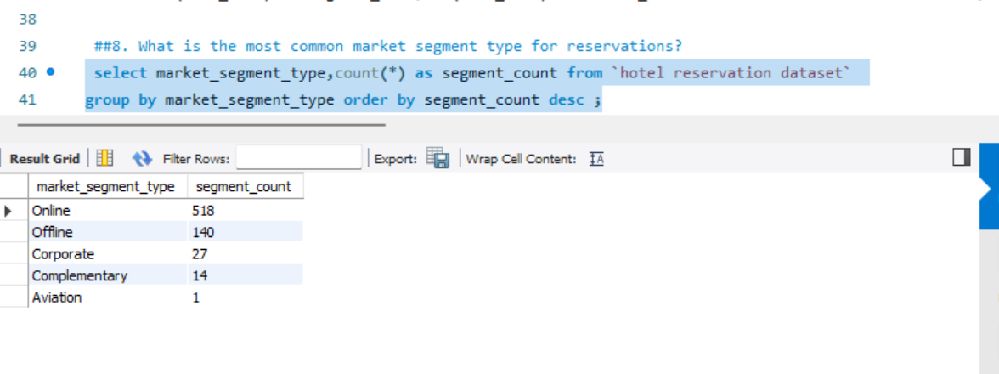 38
39 ##8. What is the most common market segment type for reservations?
40 select market_segment_type,count(*) as segment_count from `hotel reservation dataset`
41 group by market_segment_type order by segment_count desc ;
Result Grid Filter Rows: Export: Wrap Cell Content: IA
market_segment_type segment_count
Online 518
Offline 140
Corporate 27
Complementary 14
Aviation 1